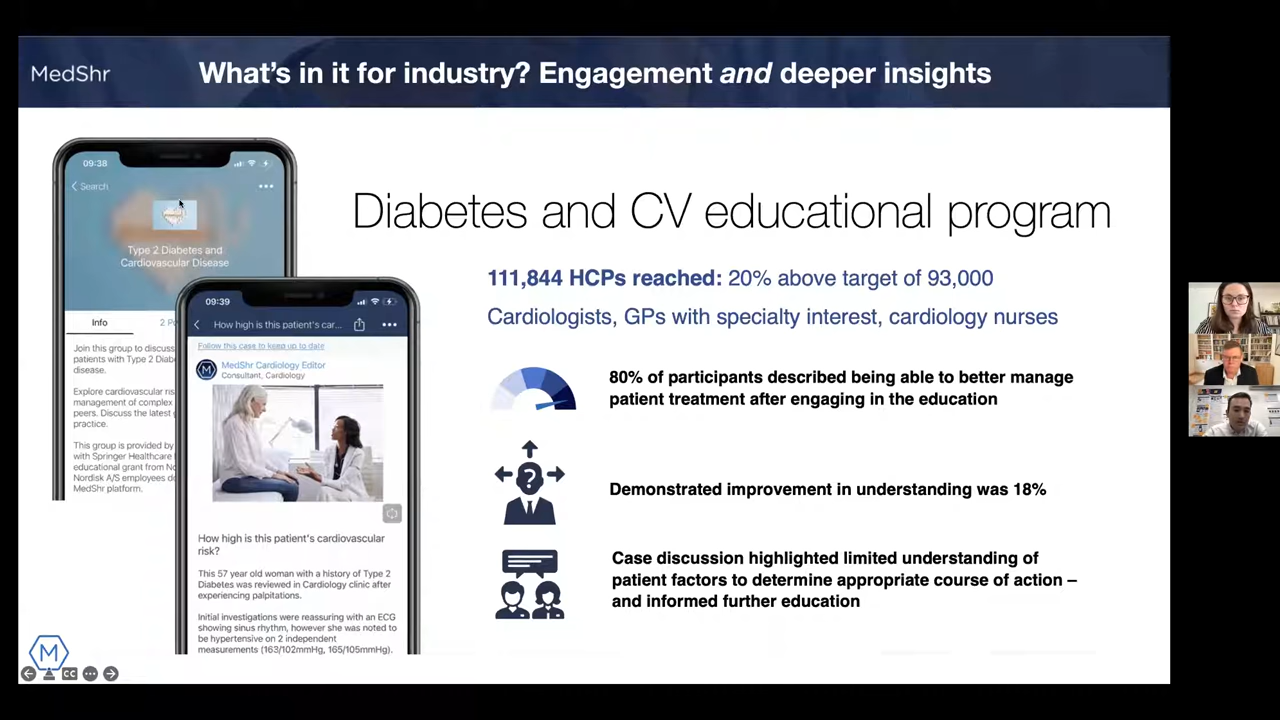 MedShr
What's in it for industry? Engagement and deeper insights
09:38
Search
Type 2 Diabetes and
Cardiovascular Disease
Info
2 Po
Join this group to discuss
patients with Type 2 Diabe
disease.
Explore cardiovascular risk
management of complex
peers. Discuss the latest
practice.
This group is provided by
with Springer Healthcare
educational grant from No
Nordisk A/S employees do
MedShr platform.
09:39
How high is this patient's car...
Follow this case to keep up to date
MedShr Cardiology Editor
Consultant, Cardiology
How high is this patient's cardiovascular
risk?
This 57 year old woman with a history of Type 2
Diabetes was reviewed in Cardiology clinic after
experiencing palpitations.
Initial investigations were reassuring with an ECG
showing sinus rhythm, however she was noted to
be hypertensive on 2 independent
measurements (163/102mmHg, 165/105mmHg).
Diabetes and CV educational program
111,844 HCPs reached: 20% above target of 93,000
Cardiologists, GPs with specialty interest, cardiology nurses
80% of participants described being able to better manage
patient treatment after engaging in the education
?
Demonstrated improvement in understanding was 18%
Case discussion highlighted limited understanding of
patient factors to determine appropriate course of action –
and informed further education
M
CC